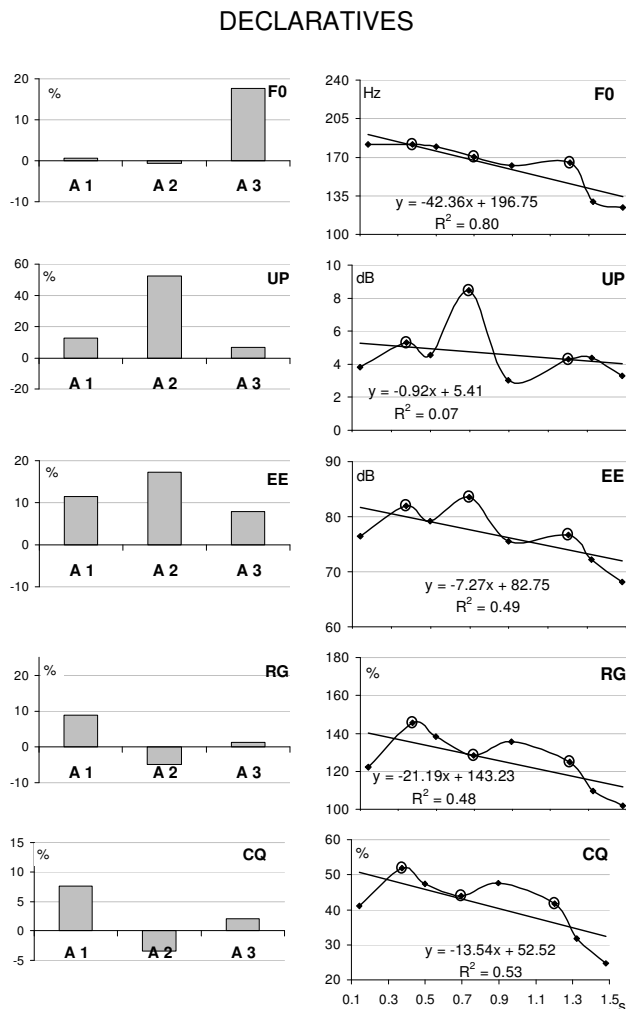 DECLARATIVES
20
10
0
-10
%
F0
A 1 A 2 A 3
240
205
170
135
100
Hz
F0
y = -42.36x + 196.75
R² = 0.80
60
40
20
0
-20
%
UP
A 1 A 2 A 3
10
8
6
4
2
0
dB
UP
y = -0.92x + 5.41
R² = 0.07
20
10
0
-10
%
EE
A 1 A 2 A 3
90
80
70
60
dB
EE
y = -7.27x + 82.75
R² = 0.49
20
10
0
-10
%
RG
A 1 A 2 A 3
180
160
140
120
100
%
RG
y = -21.19x + 143.23
R² = 0.48
15
10
5
0
-5
%
CQ
A 1 A 2 A 3
60
50
40
30
20
%
CQ
y = -13.54x + 52.52
R² = 0.53
0.1 0.3 0.5 0.7 0.9 1.1 1.3 1.5 s